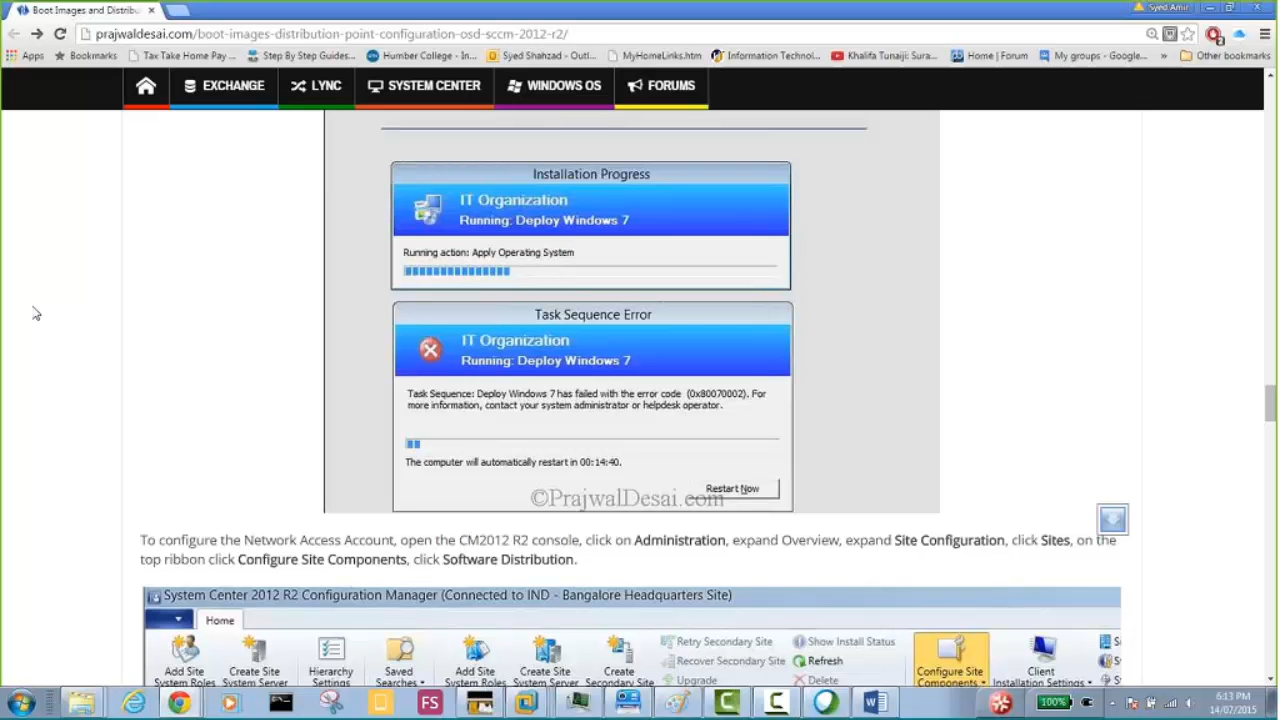 Boot Images and Distribu
Syed Amir
prajwaldesai.com/boot-images-distribution-point-configuration-osd-sccm-2012-r2/
Apps
Bookmarks
Tax Take Home Pay ...
Step By Step Guides...
Humber College - In...
Syed Shahzad - Outl...
MyHomeLinks.htm
Information Technol...
Khalifa Tunaiji: Sura...
Home | Forum
My groups - Google...
»
Other bookmarks
EXCHANGE
LYNC
SYSTEM CENTER
WINDOWS OS
FORUMS
Installation Progress
IT Organization
Running: Deploy Windows 7
Running action: Apply Operating System
Task Sequence Error
IT Organization
Running: Deploy Windows 7
Task Sequence: Deploy Windows 7 has failed with the error code (0x80070002). For
more information, contact your system administrator or helpdesk operator.
The computer will automatically restart in 00:14:40.
Restart Now
©PrajwalDesai.com
To configure the Network Access Account, open the CM2012 R2 console, click on Administration, expand Overview, expand Site Configuration, click Sites, on the
top ribbon click Configure Site Components, click Software Distribution.
System Center 2012 R2 Configuration Manager (Connected to IND - Bangalore Headquarters Site)
Home
Add Site
System Roles
Create Site
System Server
Hierarchy
Settings
Saved
Searches
Add Site
System Roles
Create Site
System Server
Create
Secondary Site
Retry Secondary Site
Recover Secondary Site
Upgrade
Show Install Status
Refresh
Delete
Configure Site
Components
Client
Installation Settings
S
FS
100%
6:13 PM
14/07/2015